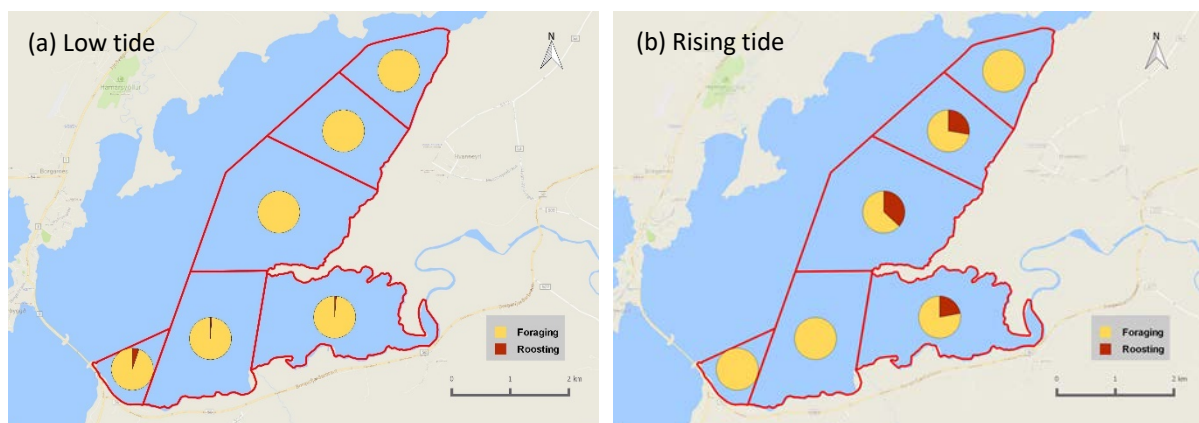 (a) Low tide
N
Foraging
Roosting
0 1 2 km
(b) Rising tide
N
Foraging
Roosting
0 1 2 km